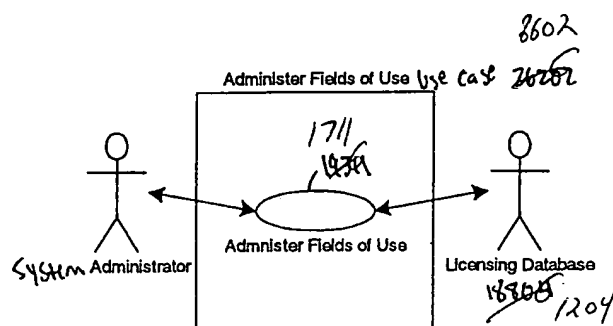 8602
Administer Fields of Use Use case
1711
Admnister Fields of Use
System Administrator
Licensing Database
1204